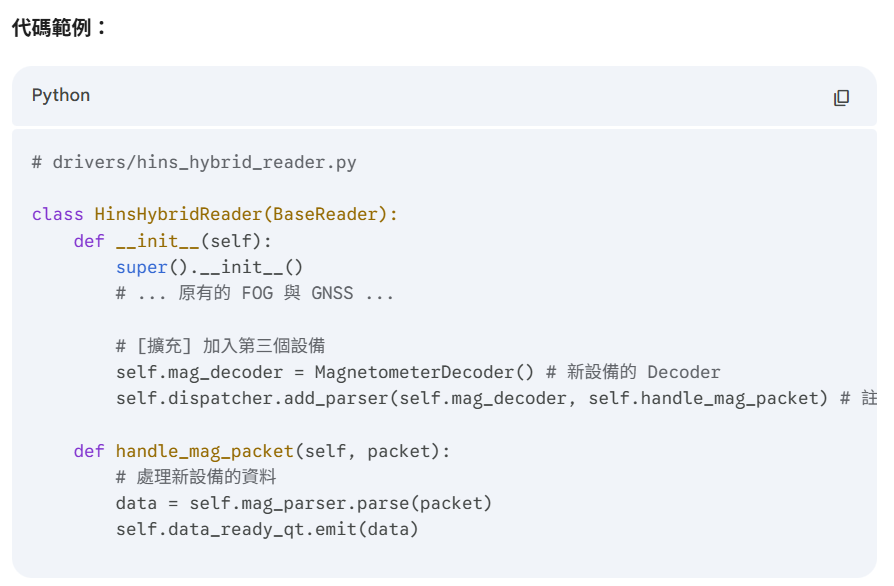 代碼範例：
Python
# drivers/hins_hybrid_reader.py
class HinsHybridReader(BaseReader):
    def __init__(self):
        super().__init__()
        # ... 原有的 FOG 與 GNSS ...
        # [擴充] 加入第三個設備
        self.mag_decoder = MagnetometerDecoder() # 新設備的 Decoder
        self.dispatcher.add_parser(self.mag_decoder, self.handle_mag_packet) # 註
    def handle_mag_packet(self, packet):
        # 處理新設備的資料
        data = self.mag_parser.parse(packet)
        self.data_ready_qt.emit(data)